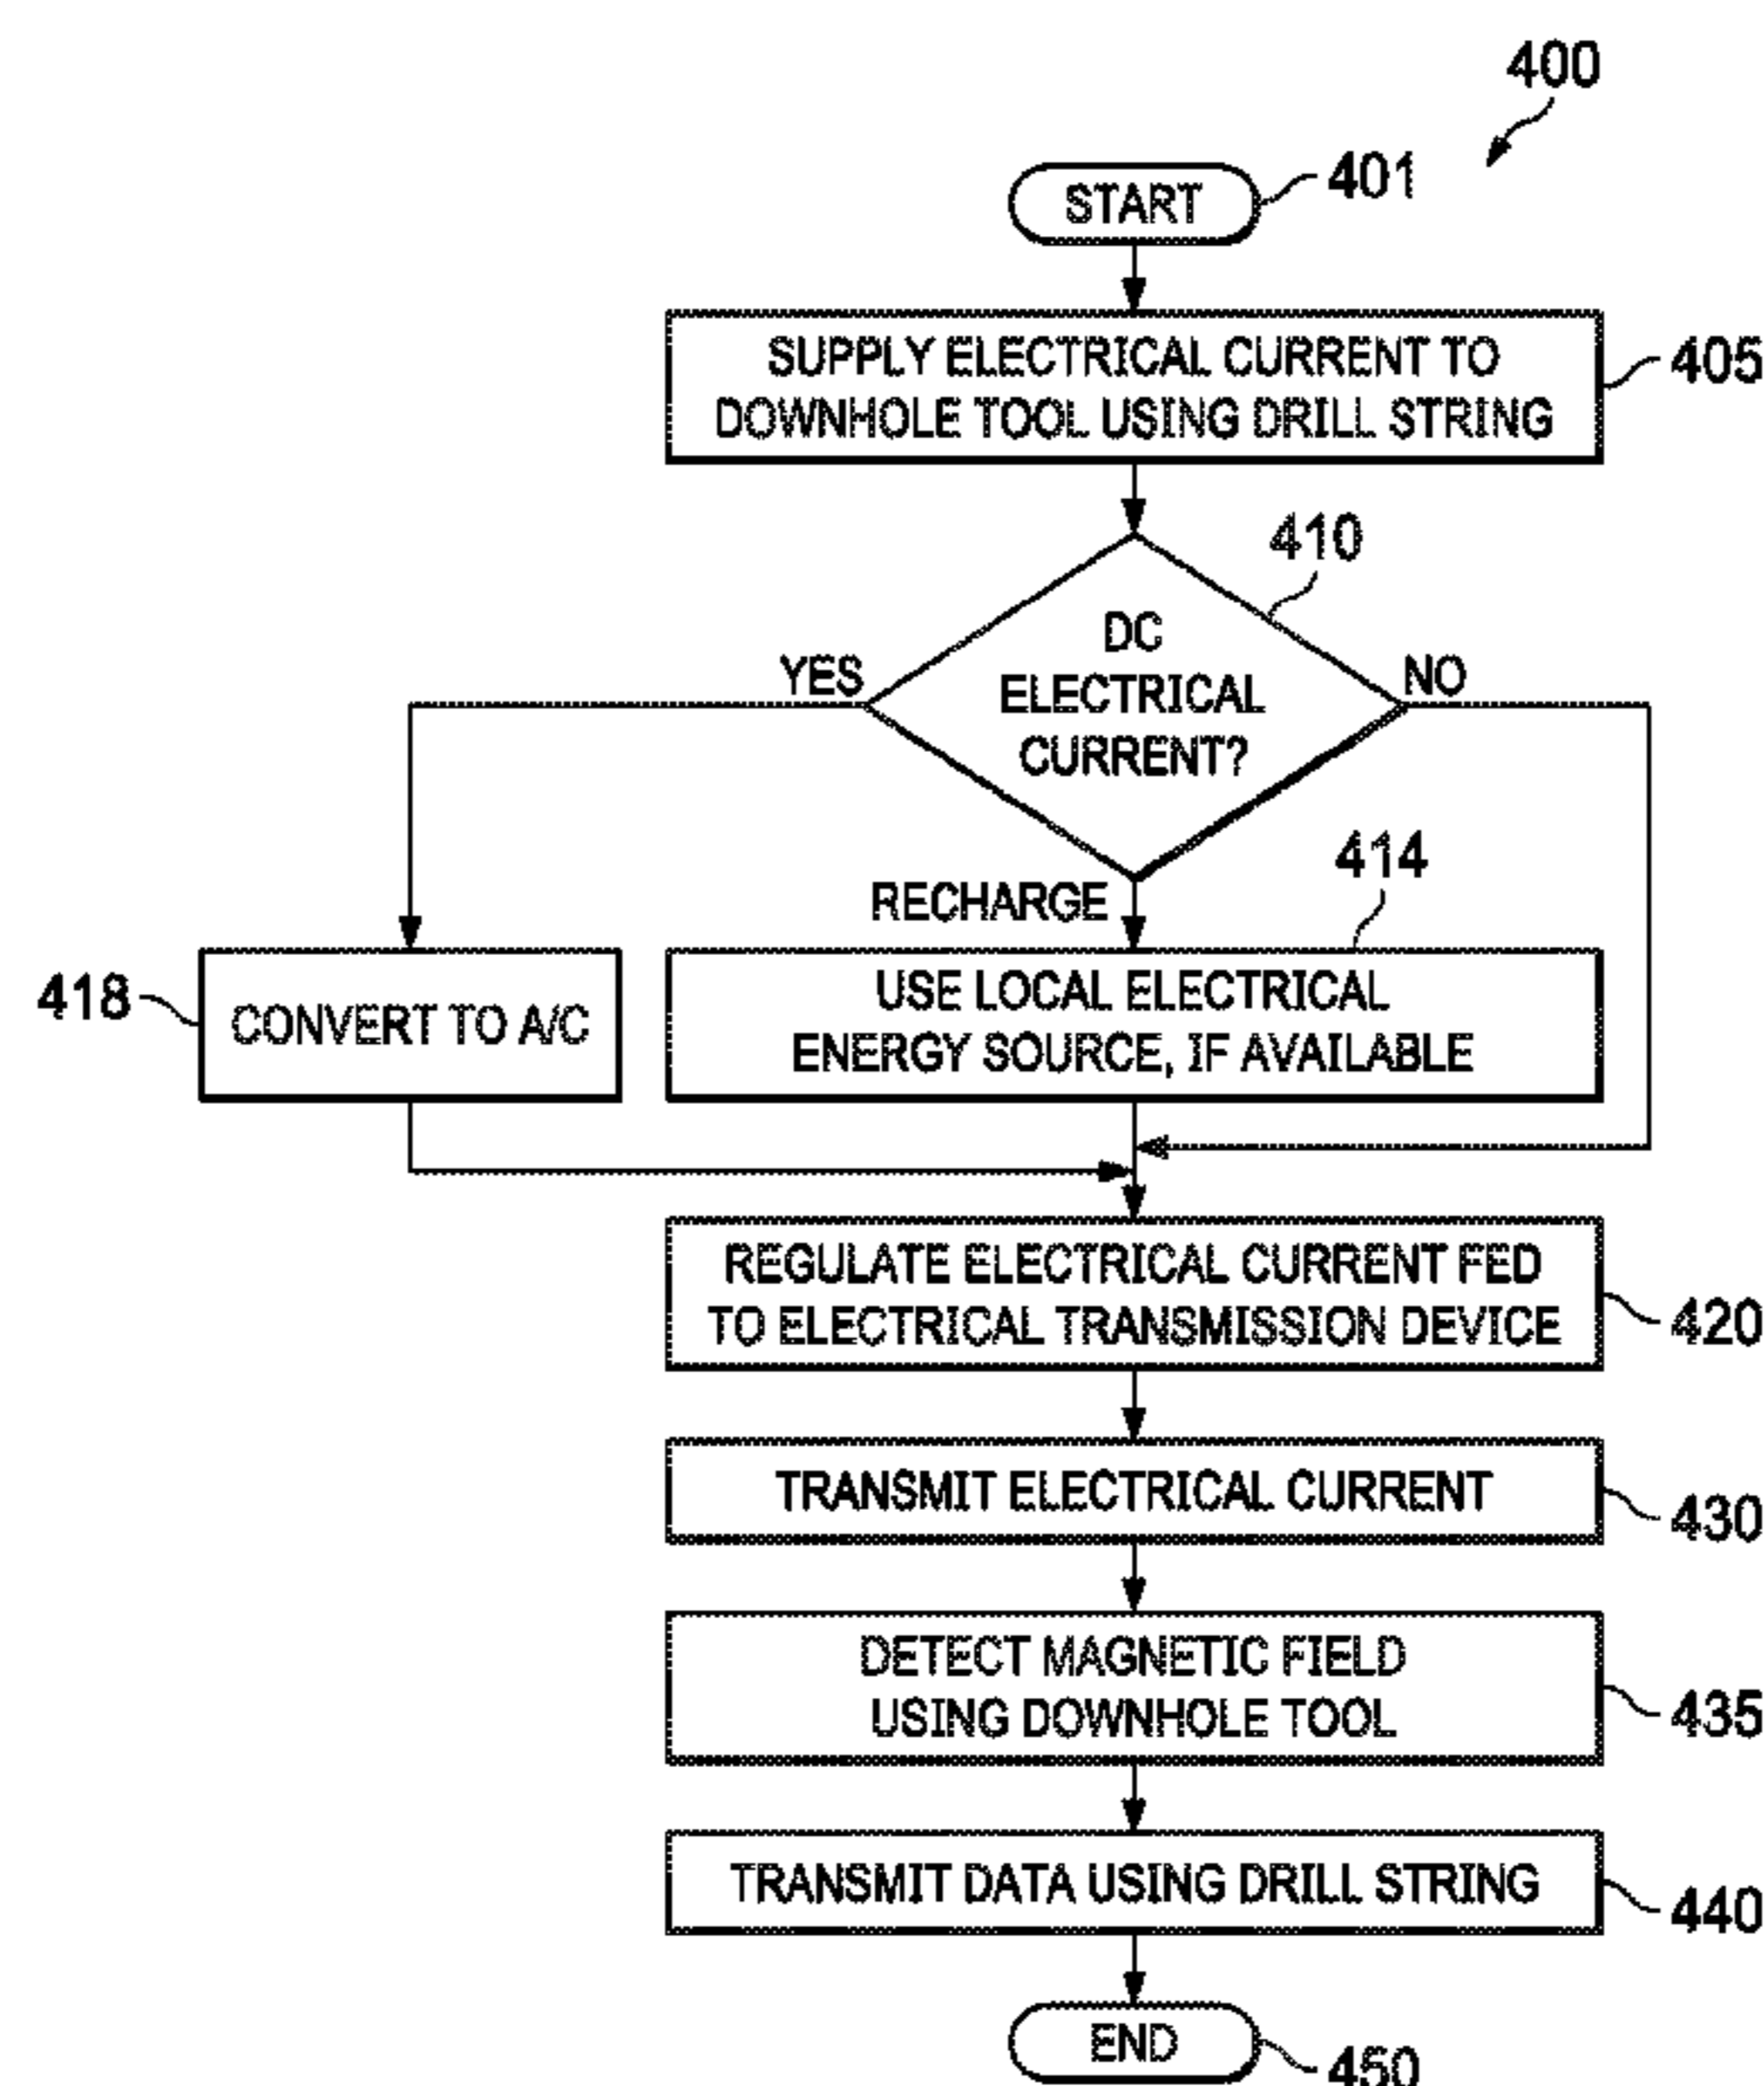 400
START
401
SUPPLY ELECTRICAL CURRENT TO
DOWNHOLE TOOL USING DRILL STRING
405
410
DC
ELECTRICAL
CURRENT?
YES
NO
414
RECHARGE
USE LOCAL ELECTRICAL
ENERGY SOURCE, IF AVAILABLE
418
CONVERT TO A/C
REGULATE ELECTRICAL CURRENT FED
TO ELECTRICAL TRANSMISSION DEVICE
420
TRANSMIT ELECTRICAL CURRENT
430
DETECT MAGNETIC FIELD
USING DOWNHOLE TOOL
435
TRANSMIT DATA USING DRILL STRING
440
END
450